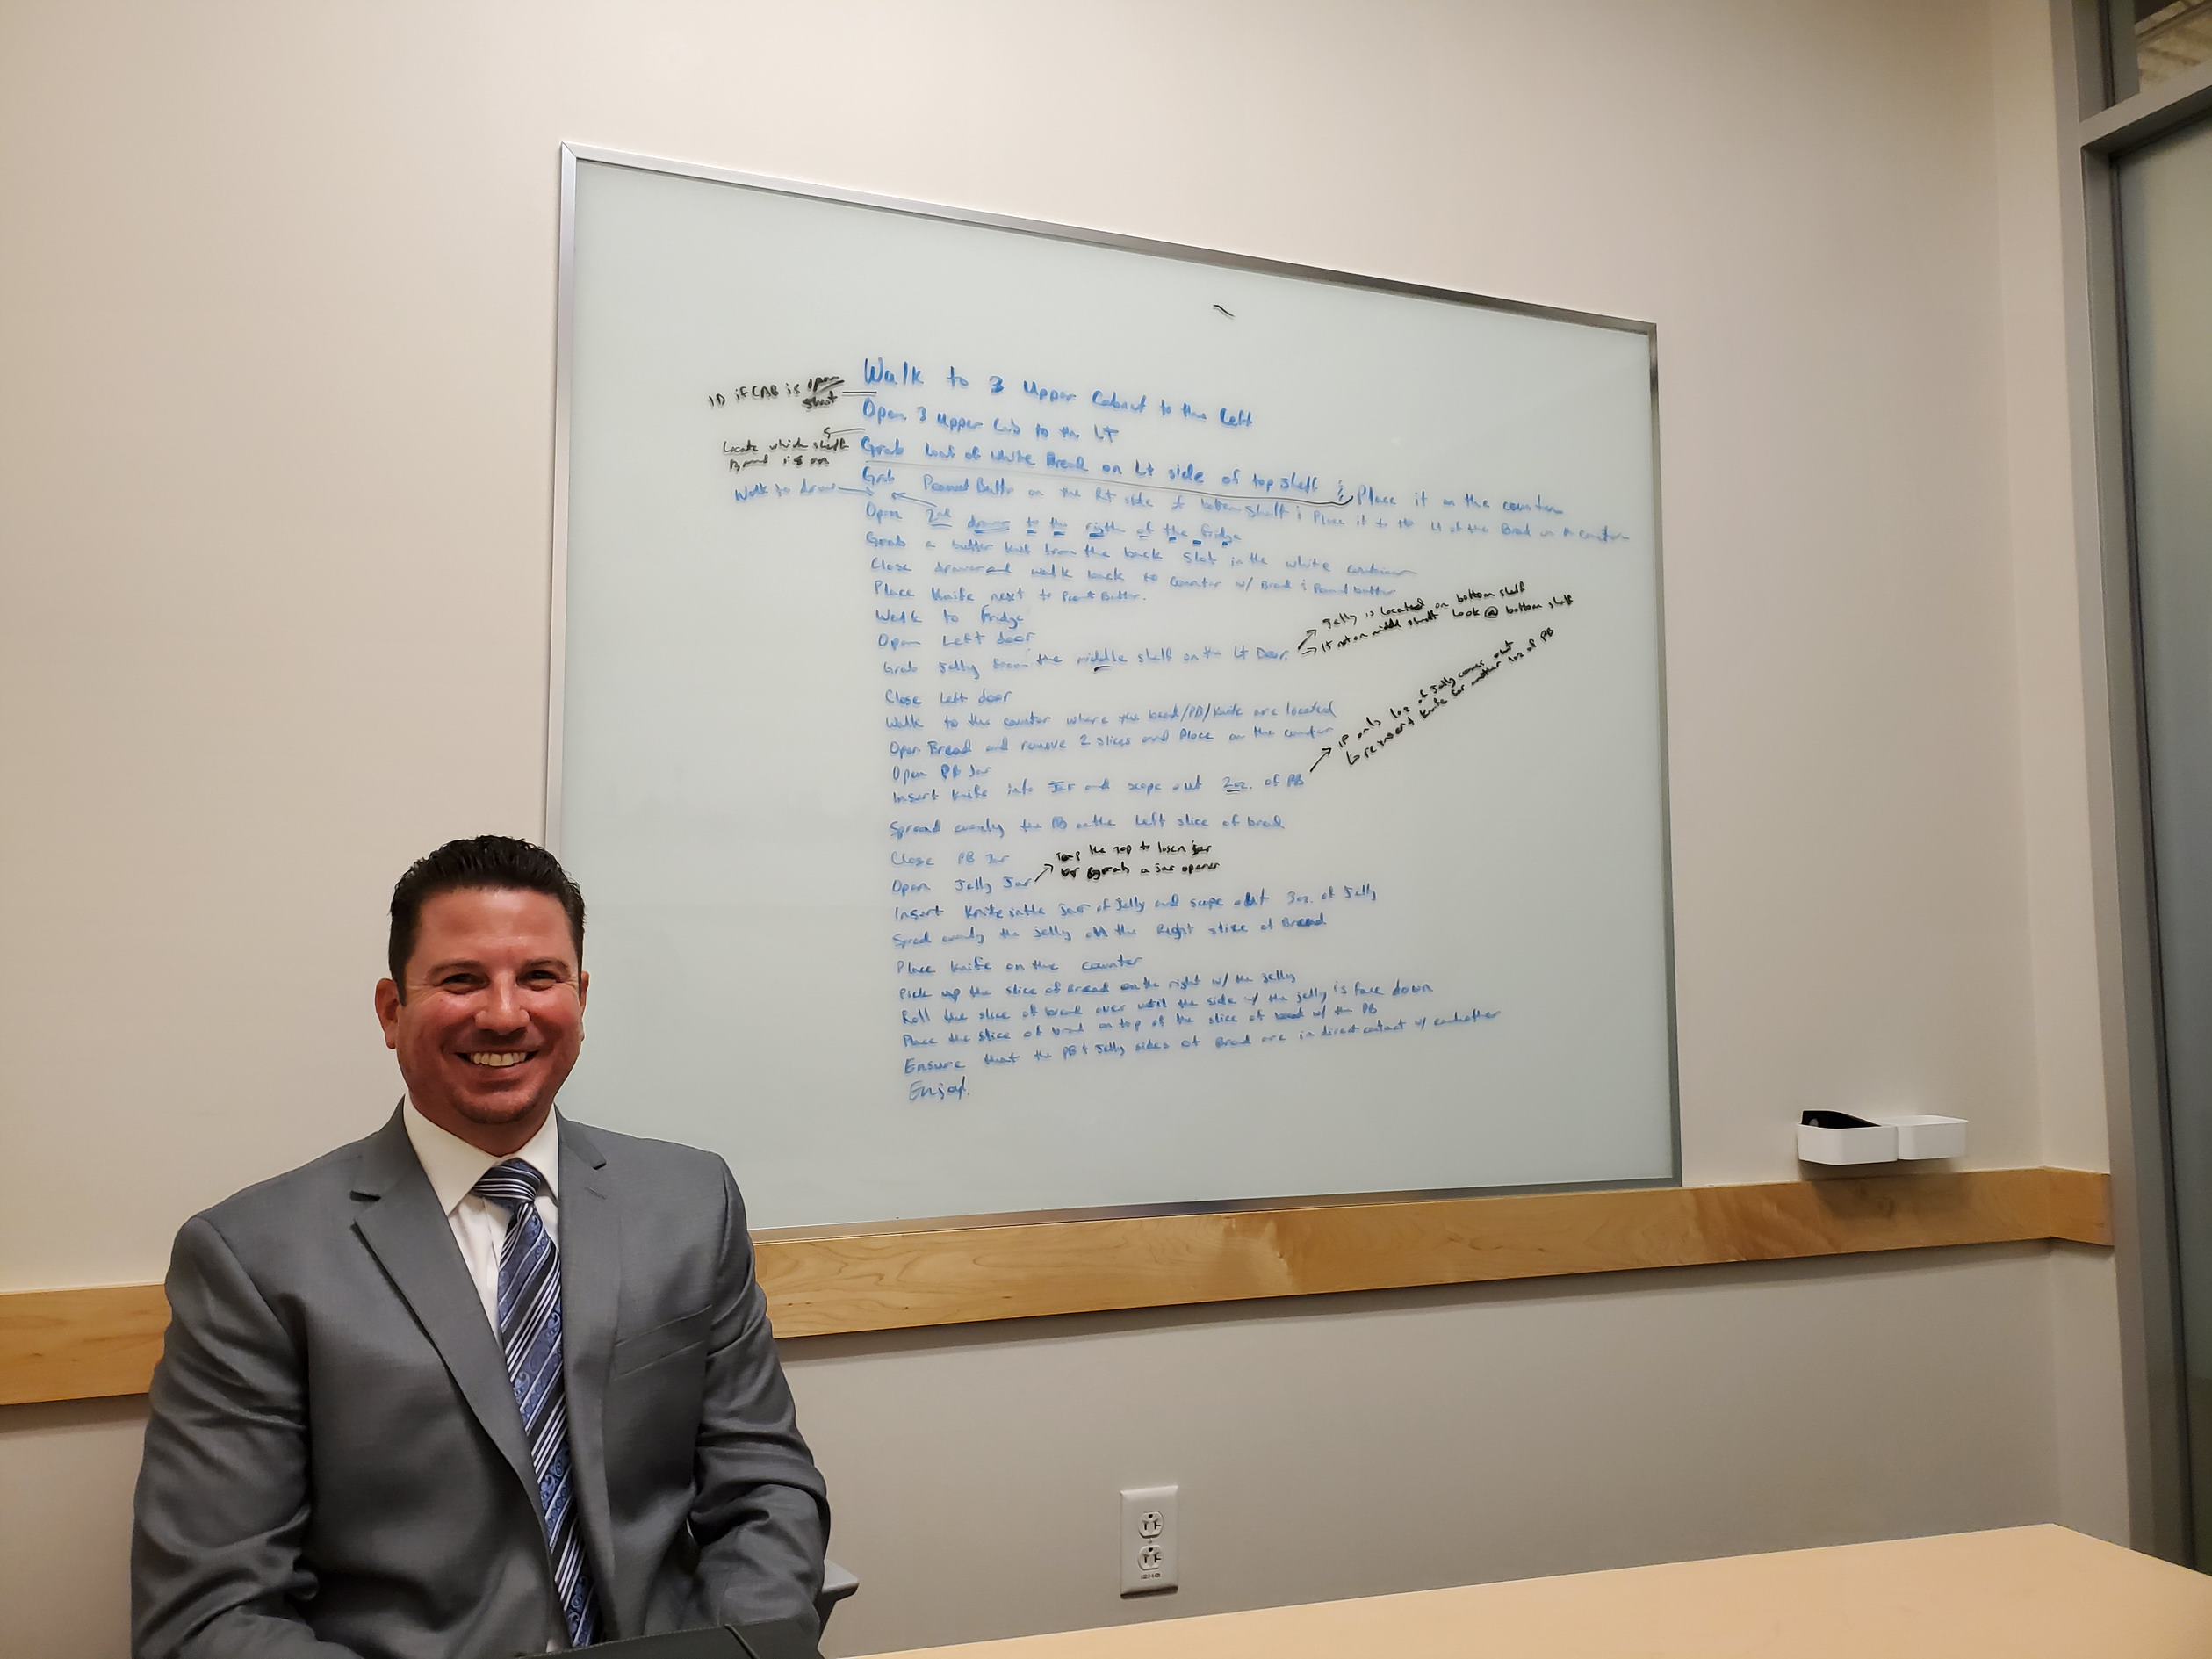 Walk to 3 Upper Cabinet to the Left
ID if CAB is open
shut
Open 3 Upper Cab to the LT
Locate which shelf
Bread is on
Grab loaf of White Bread on Lt side of top shelf & Place it on the counter
Grab Peanut Butter on the Rt side of bottom shelf & Place it to the Lt of the Bread on counter
Walk to draw
Open 2nd drawer to the rigth of the fridge
Grab a butter knif from the back slot in the white container
Close drawer and walk back to counter w/ Bread & Peanut butter
Place Knife next to Peanut Butter.
Walk to Fridge
Open Left door
Grab Jelly from the middle shelf on the Lt Door.
Jelly is located on bottom shelf
If not on middle shelf Look @ bottom shelf
Close Left door
Walk to the counter where the bead/PB/Knife are located
Open Bread and remove 2 slices and Place on the counter
Open PB Jar
Insert Knife into Jar and scope out 2oz. of PB
IF only 1oz of Jelly comes out
reinsert Knife for another 1oz of PB
Spread evenly the PB on the Left slice of bread
Close PB Jar
Open Jelly Jar
Tap the Top to losen jar
or grab a jar opener
Insert Knife in the Jar of Jelly and scope out 3oz. of Jelly
Spred evenly the jelly on the Right slice of Bread
Place Knife on the counter
Pick up the slice of Bread on the right w/ the Jelly
Roll the slice of bread over until the side w/ the jelly is face down
Place the slice of bread on top of the slice of bread w/ the PB
Ensure that the PB & Jelly sides of Bread are in direct contact w/ eachother
Enjoy.